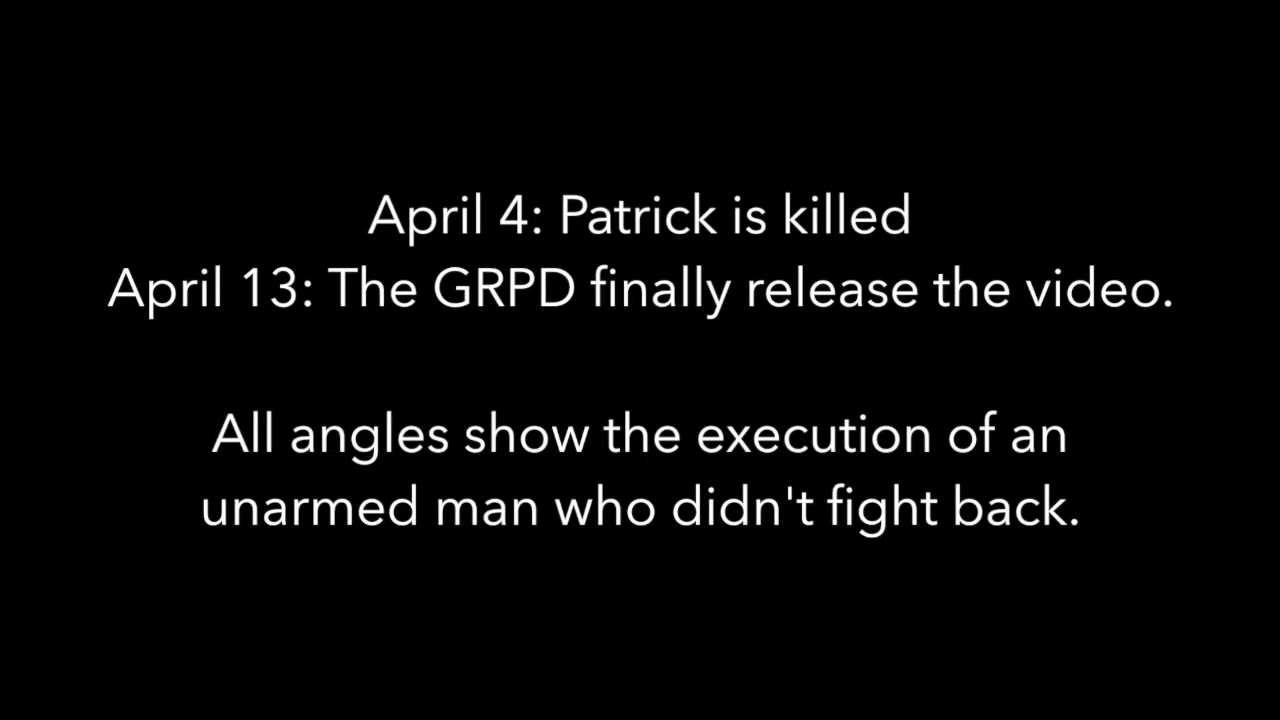 April 4: Patrick is killed
April 13: The GRPD finally release the video.
All angles show the execution of an
unarmed man who didn't fight back.